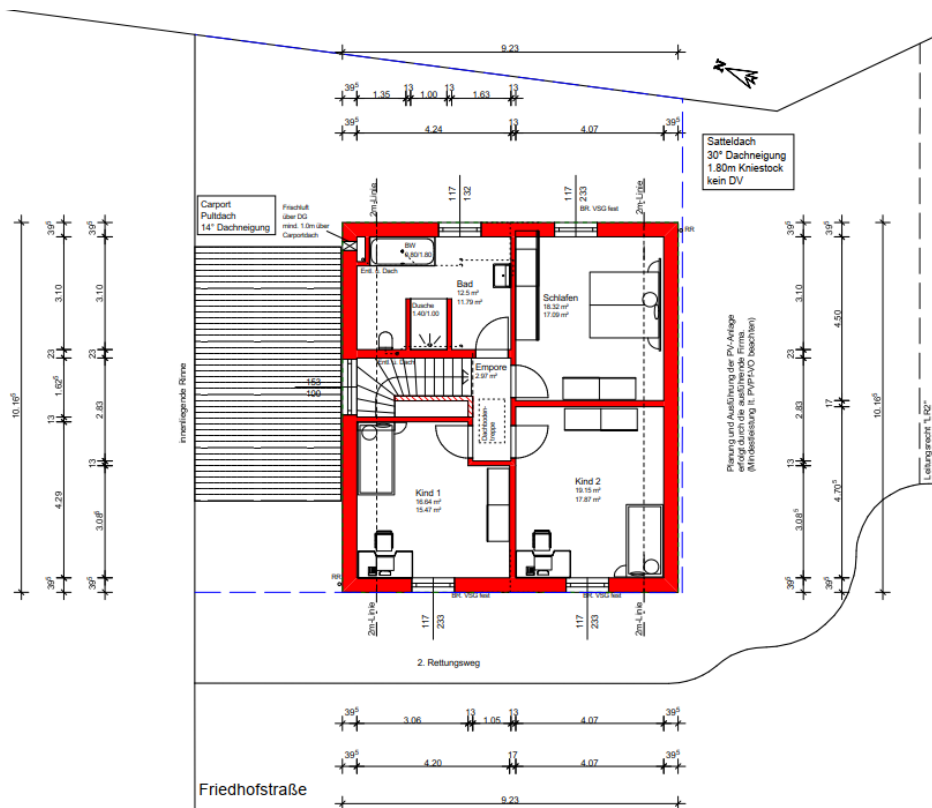 9.23
39⁵ 13 13 13 39⁵
1.35 1.00 1.63
39⁵ 13 39⁵
4.24 4.07
N
Satteldach
30° Dachneigung
1.80m Kniestock
kein DV
Carport
Pultdach
14° Dachneigung
Frischluft
über DG
mind. 1.0m über
Carportdach
2m-Linie
117
132
117
233
BR. VSG fest
2m-Linie
RR
BW
0.80/1.80
Entl. ü. Dach
Bad
12.5 m²
11.79 m²
Dusche
1.40/1.00
Schlafen
18.32 m²
17.09 m²
Entl. ü. Dach
Empore
2.97 m²
153
100
Dachboden-
treppe
Kind 1
16.64 m²
15.47 m²
Kind 2
19.15 m²
17.87 m²
RR
BR. VSG fest
BR. VSG fest
2m-Linie
117
233
117
233
2m-Linie
2. Rettungsweg
innenliegende Rinne
Planung und Ausführung der PV-Anlage
erfolgt durch die ausführende Firma.
(Mindestleistung lt. PVPf-VO beachten)
Leitungsrecht "LR2"
10.16⁵
39⁵ 3.10 23 1.62⁵ 13 4.29 39⁵
39⁵ 3.10 23 2.83 13 3.08⁵ 39⁵
39⁵ 3.10 23 2.83 13 3.08⁵ 39⁵
39⁵ 4.50 17 4.70⁵ 39⁵
10.16⁵
39⁵ 13 13 39⁵
3.06 1.05 4.07
39⁵ 17 39⁵
4.20 4.07
9.23
Friedhofstraße